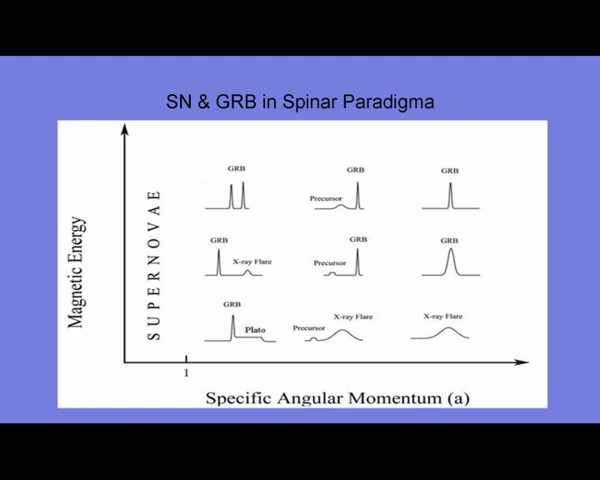 SN & GRB in Spinar Paradigma
Magnetic Energy
SUPERNOVAE
GRB
Precursor
GRB
GRB
GRB
X-ray Flare
Precursor
GRB
GRB
GRB
Plato
Precursor
X-ray Flare
X-ray Flare
1
Specific Angular Momentum (a)